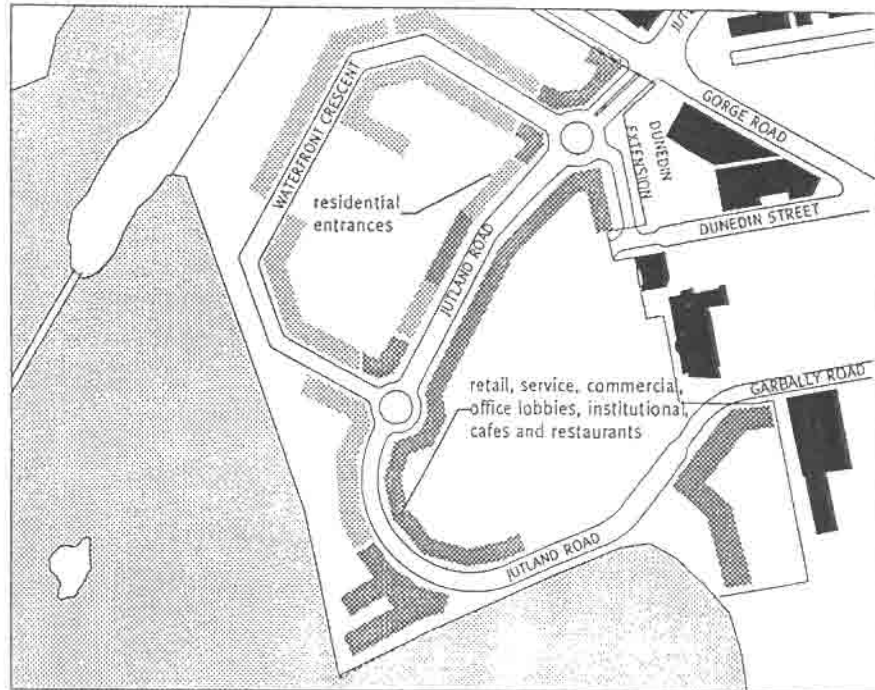 JUT
GORGE ROAD
WATERFRONT CRESCENT
DUNEDIN
EXTENSION
residential
entrances
DUNEDIN STREET
JUTLAND ROAD
retail, service, commercial
office lobbies, institutional,
cafes and restaurants
GARBALLY ROAD
JUTLAND ROAD